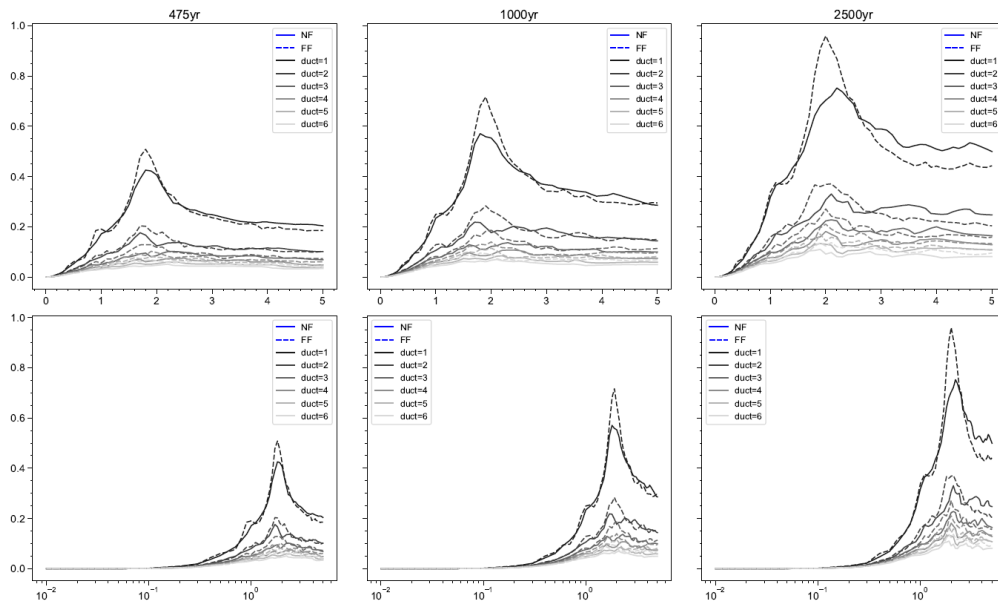 475yr
1000yr
2500yr
1.0
0.8
0.6
0.4
0.2
0.0
NF
FF
duct=1
duct=2
duct=3
duct=4
duct=5
duct=6
NF
FF
duct=1
duct=2
duct=3
duct=4
duct=5
duct=6
NF
FF
duct=1
duct=2
duct=3
duct=4
duct=5
duct=6
0 1 2 3 4 5
0 1 2 3 4 5
0 1 2 3 4 5
1.0
0.8
0.6
0.4
0.2
0.0
NF
FF
duct=1
duct=2
duct=3
duct=4
duct=5
duct=6
NF
FF
duct=1
duct=2
duct=3
duct=4
duct=5
duct=6
NF
FF
duct=1
duct=2
duct=3
duct=4
duct=5
duct=6
10⁻² 10⁻¹ 10⁰
10⁻² 10⁻¹ 10⁰
10⁻² 10⁻¹ 10⁰